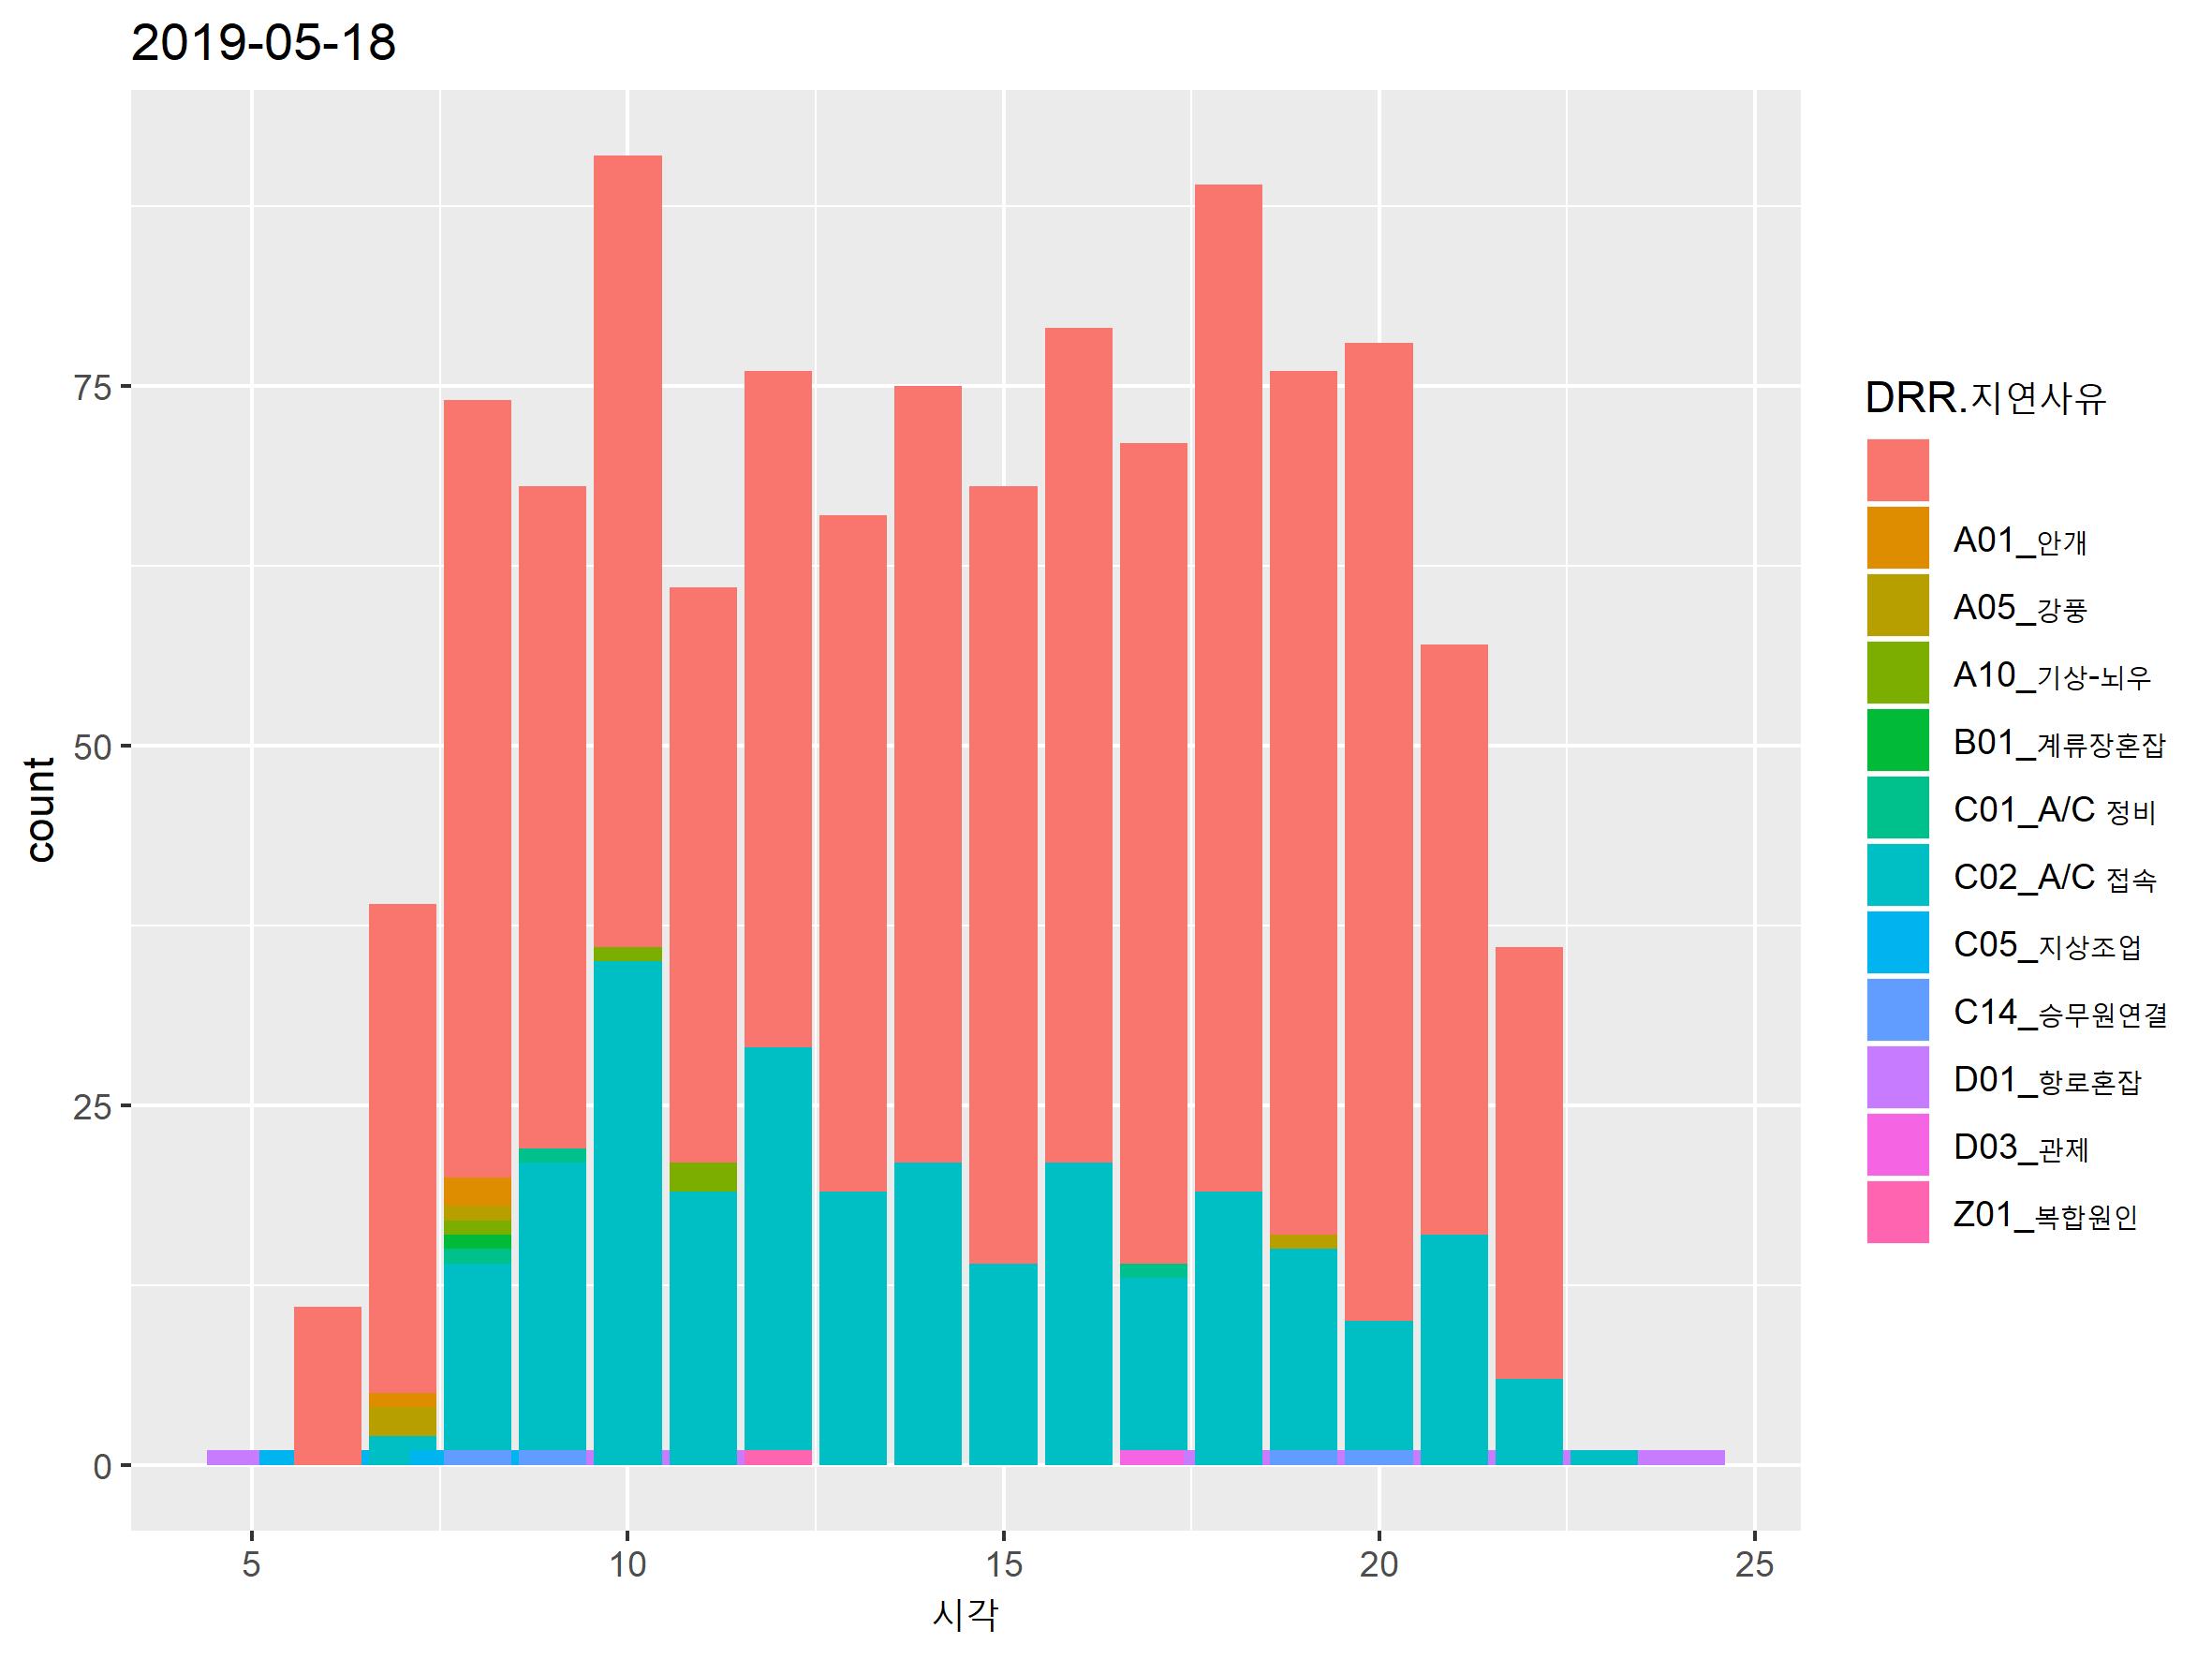 2019-05-18
75
50
25
0
count
5 10 15 20 25
시각
DRR.지연사유
A01_안개
A05_강풍
A10_기상-뇌우
B01_계류장혼잡
C01_A/C 정비
C02_A/C 접속
C05_지상조업
C14_승무원연결
D01_항로혼잡
D03_관제
Z01_복합원인